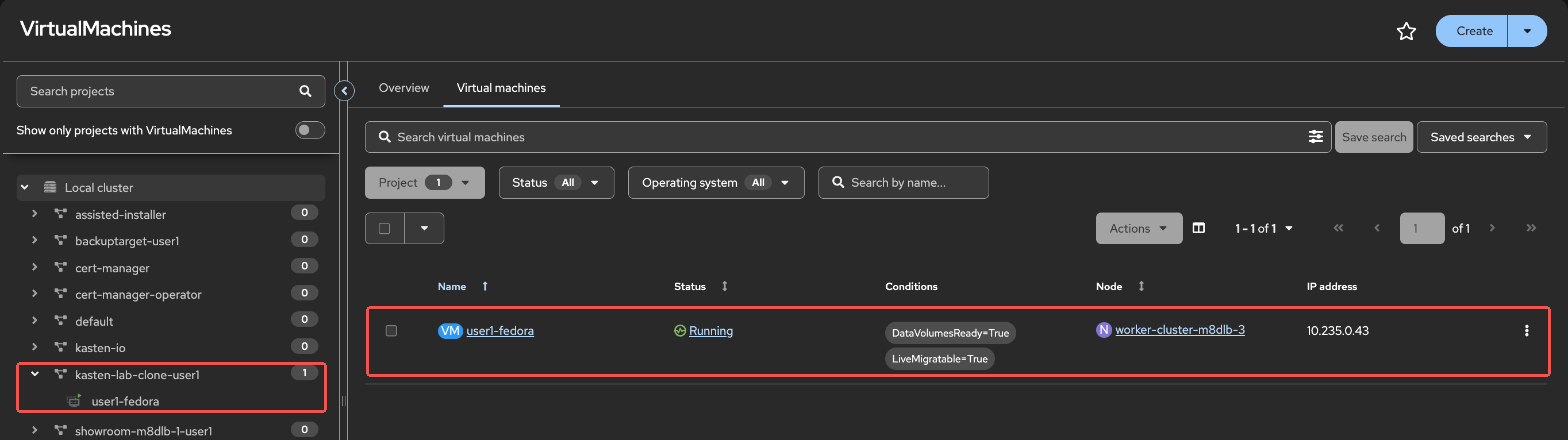 VirtualMachines
Create
Search projects
Show only projects with VirtualMachines
Local cluster
assisted-installer 0
backuptarget-user1 0
cert-manager 0
cert-manager-operator 0
default 0
kasten-io 0
kasten-lab-clone-user1 1
user1-fedora
showroom-m8dlb-1-user1 0
Overview Virtual machines
Search virtual machines
Save search
Saved searches
Project 1 Status All Operating system All Search by name...
Actions 1 - 1 of 1 1 of 1
Name Status Conditions Node IP address
VM user1-fedora Running DataVolumesReady=True N worker-cluster-m8dlb-3 10.235.0.43
LiveMigratable=True